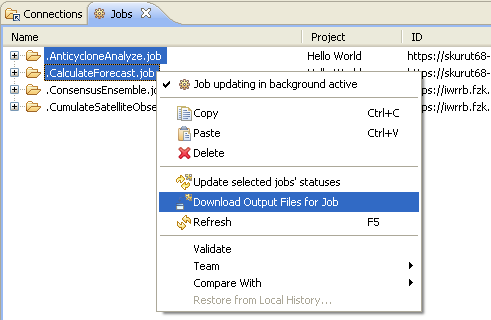 Connections Jobs
Name Project ID
.AnticycloneAnalyze.job Hello World https://skurut68-
.CalculateForecast.job Hello World https://skurut68-
.ConsensusEnsemble.jo https://iwrrb.fzk.
.CumulateSatelliteObse https://iwrrb.fzk.
Job updating in background active
Copy Ctrl+C
Paste Ctrl+V
Delete
Update selected jobs' statuses
Download Output Files for Job
Refresh F5
Validate
Team
Compare With
Restore from Local History...